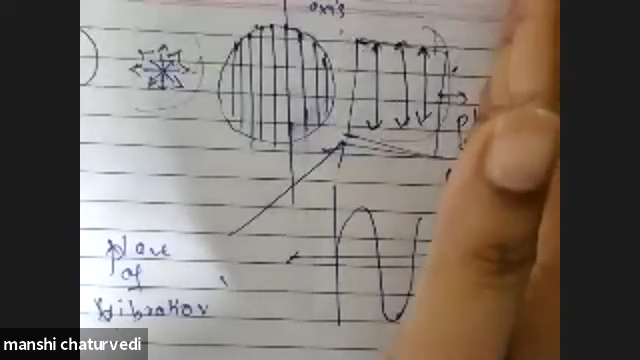 axis
plane
of
vibration
manshi chaturvedi